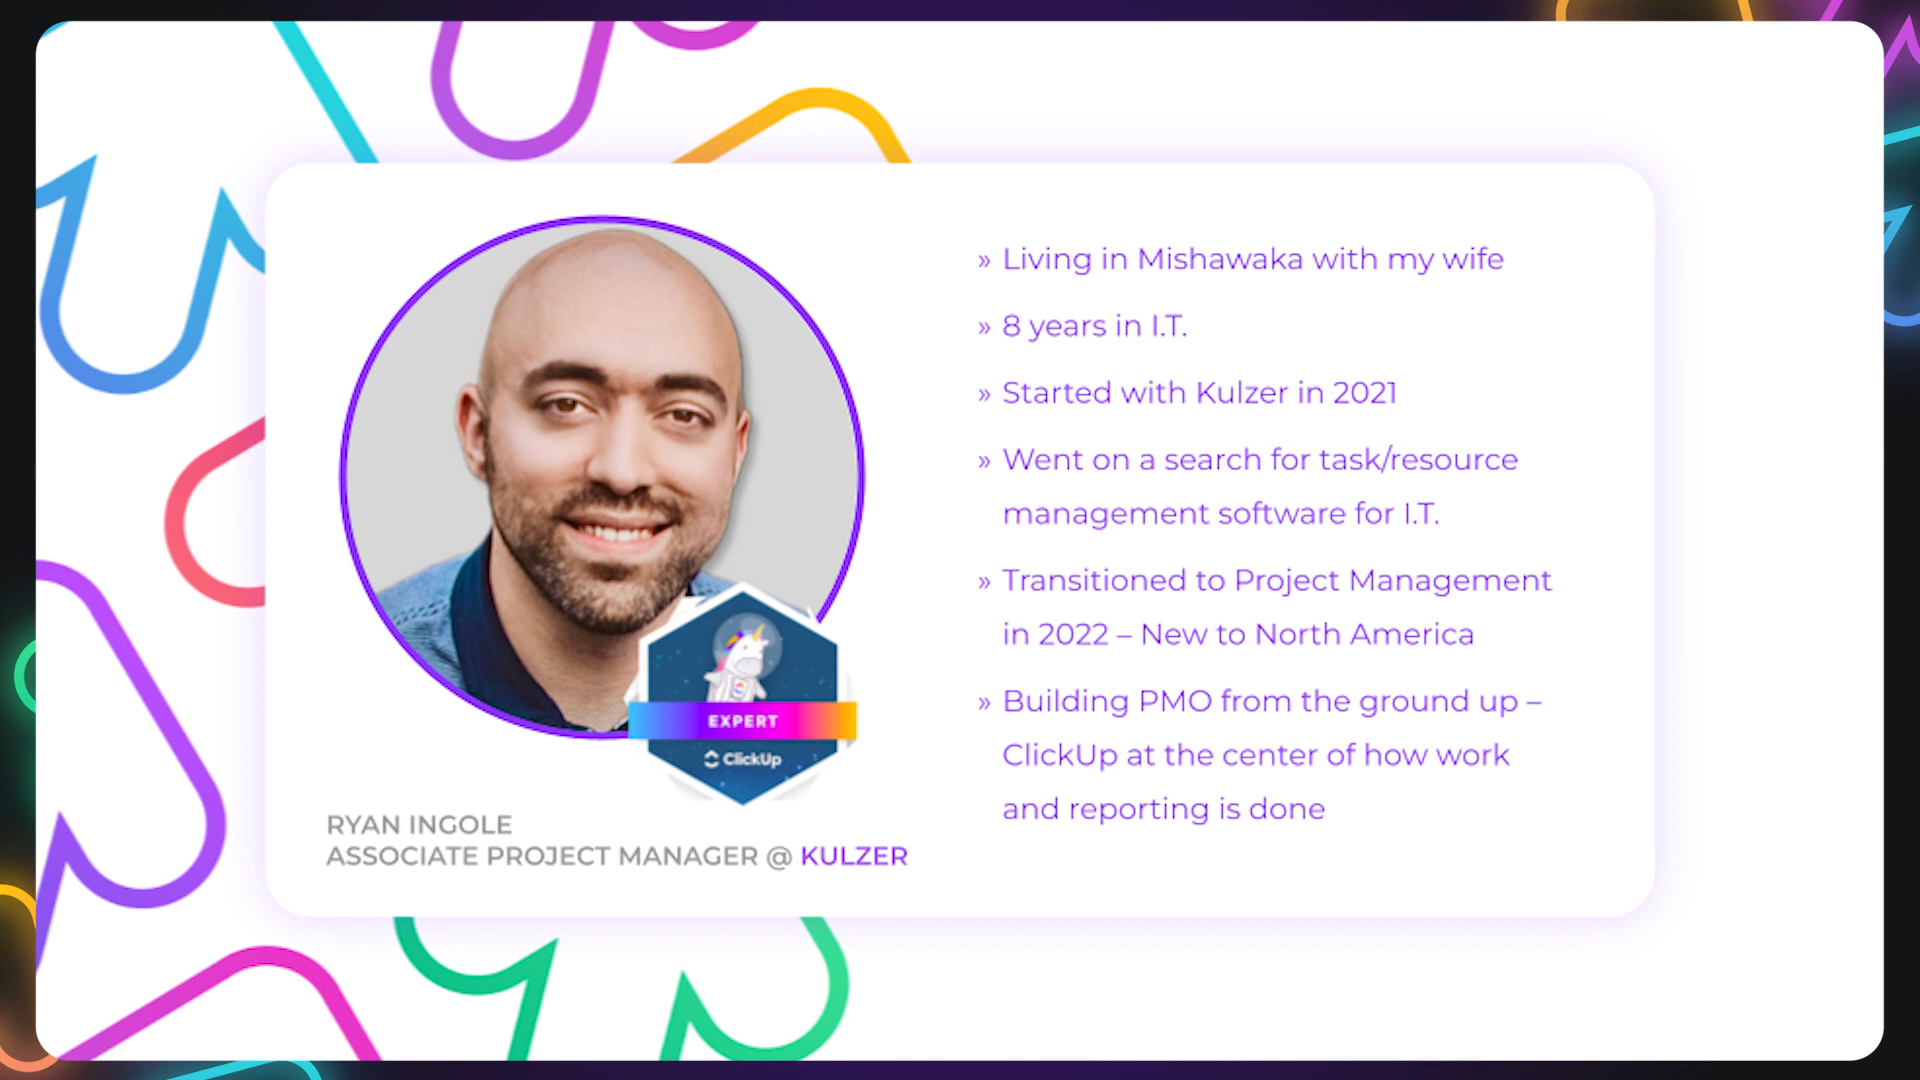 EXPERT
ClickUp
RYAN INGOLE
ASSOCIATE PROJECT MANAGER @ KULZER
» Living in Mishawaka with my wife
» 8 years in I.T.
» Started with Kulzer in 2021
» Went on a search for task/resource
management software for I.T.
» Transitioned to Project Management
in 2022 – New to North America
» Building PMO from the ground up –
ClickUp at the center of how work
and reporting is done